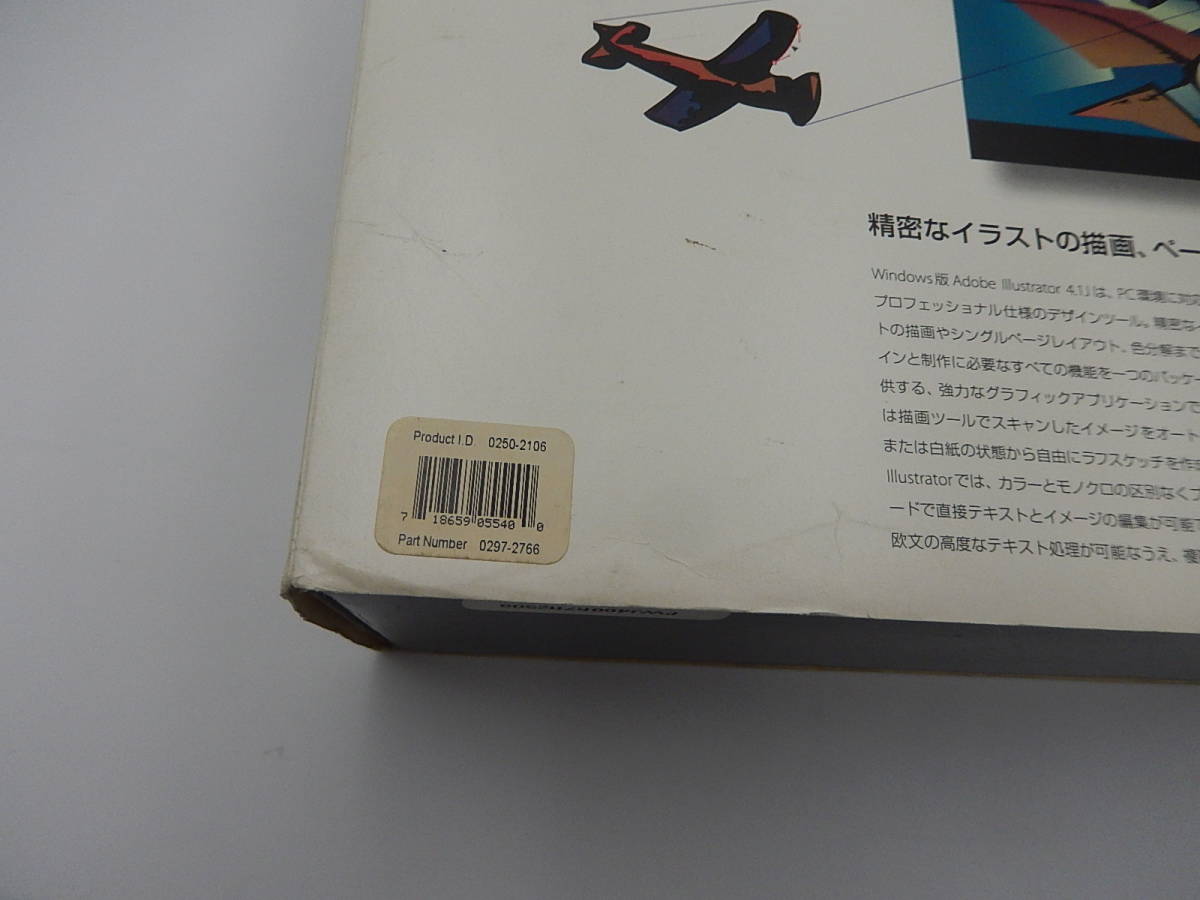 精密なイラストの描画、ペー
Windows版 Adobe Illustrator 4.1Jは、PC環境に対応
プロフェッショナル仕様のデザインツール。精密な
トの描画やシングルページレイアウト、色分解まで
インと制作に必要なすべての機能を一つのパッケー
供する、強力なグラフィックアプリケーションで
は描画ツールでスキャンしたイメージをオート
または白紙の状態から自由にラフスケッチを作
Illustratorでは、カラーとモノクロの区別なくプ
ードで直接テキストとイメージの編集が可能
欧文の高度なテキスト処理が可能なうえ、複
Product I.D. 0250-2106
7 18659 05540 0
Part Number 0297-2766